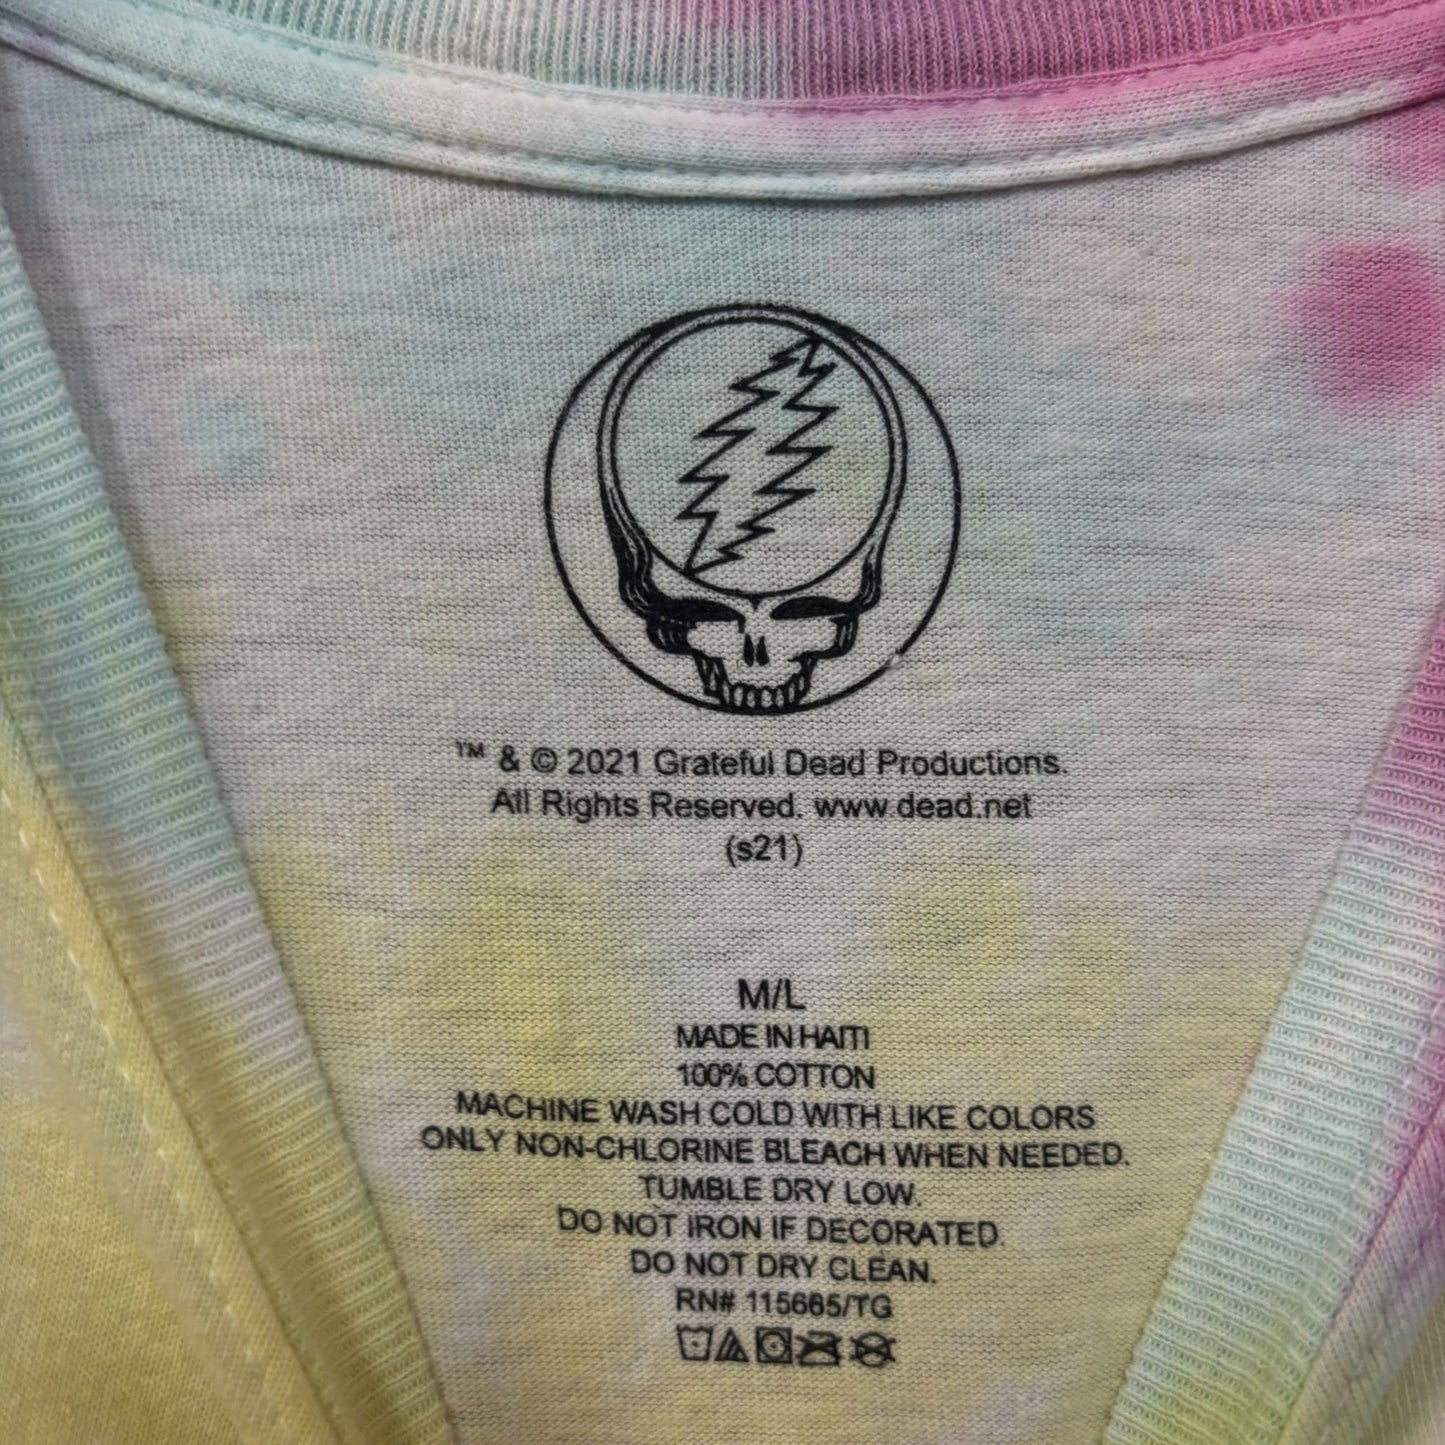 ™ & © 2021 Grateful Dead Productions.
All Rights Reserved. www.dead.net
(s21)
M/L
MADE IN HAITI
100% COTTON
MACHINE WASH COLD WITH LIKE COLORS
ONLY NON-CHLORINE BLEACH WHEN NEEDED.
TUMBLE DRY LOW.
DO NOT IRON IF DECORATED.
DO NOT DRY CLEAN.
RN# 115665/TG